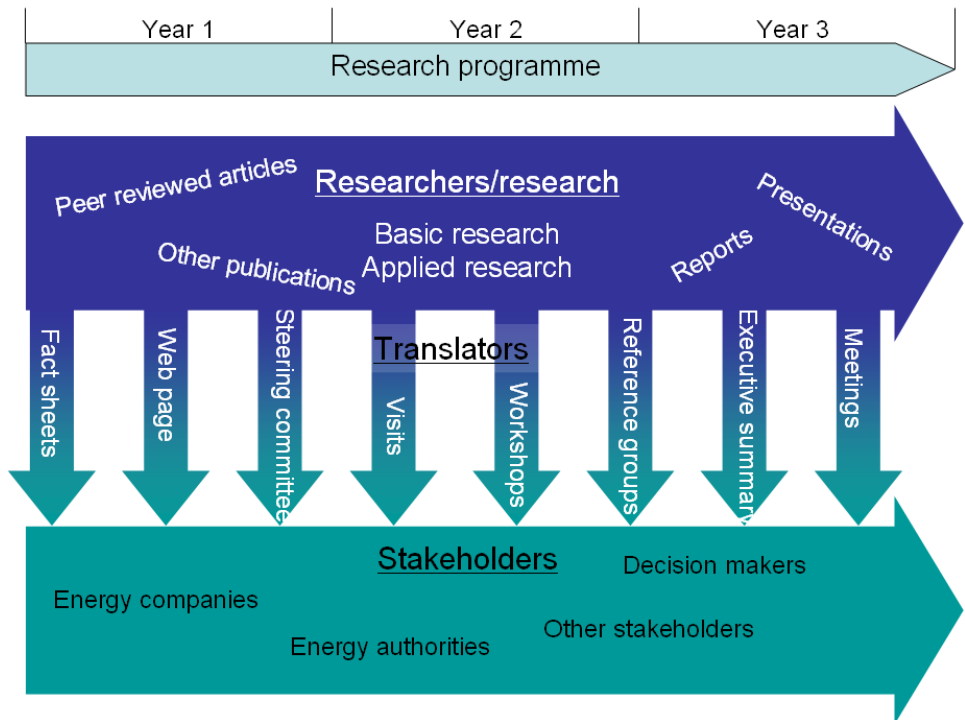 Year 1
Year 2
Year 3
Research programme
Peer reviewed articles
Researchers/research
Presentations
Basic research
Applied research
Other publications
Reports
Translators
Fact sheets
Web page
Steering committee
Visits
Workshops
Reference groups
Executive summary
Meetings
Stakeholders
Decision makers
Energy companies
Other stakeholders
Energy authorities